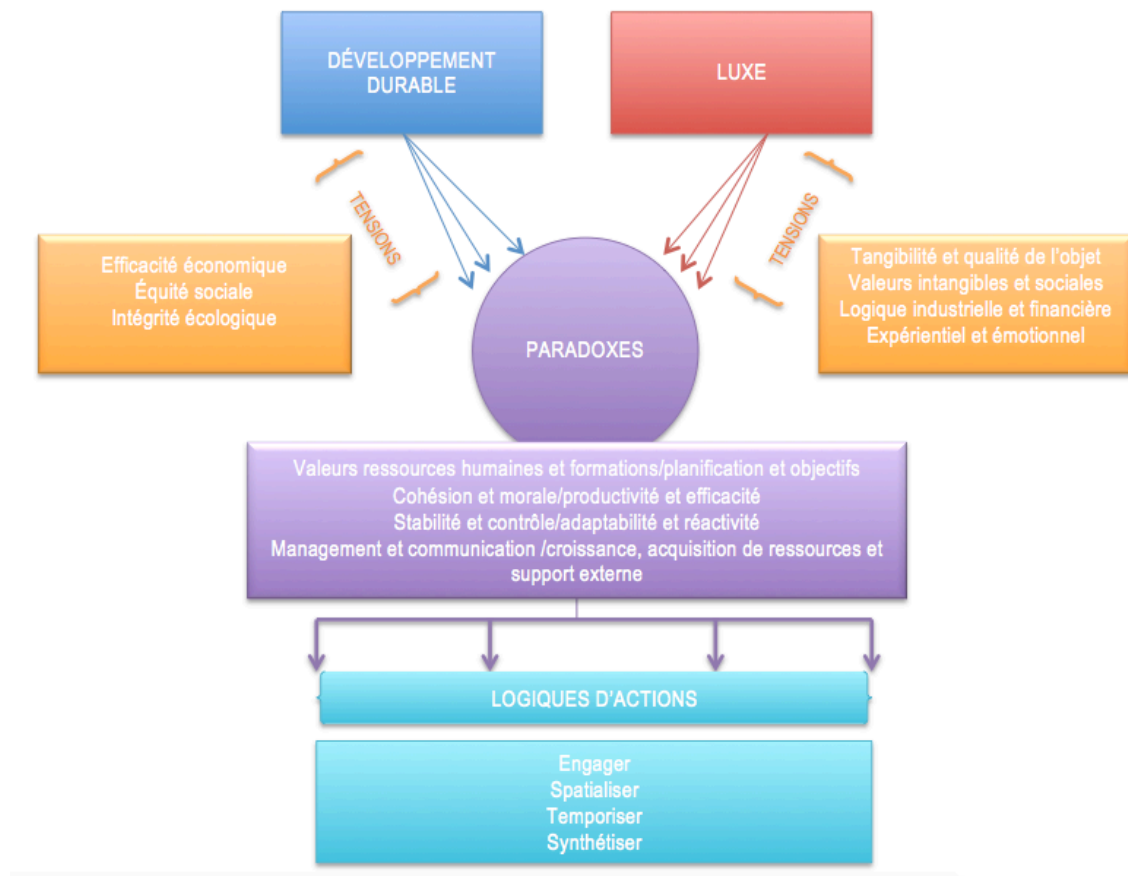 DÉVELOPPEMENT
DURABLE
LUXE
TENSIONS
TENSIONS
Efficacité économique
Équité sociale
Intégrité écologique
Tangibilité et qualité de l'objet
Valeurs intangibles et sociales
Logique industrielle et financière
Expérientiel et émotionnel
PARADOXES
Valeurs ressources humaines et formations/planification et objectifs
Cohésion et morale/productivité et efficacité
Stabilité et contrôle/adaptabilité et réactivité
Management et communication /croissance, acquisition de ressources et
support externe
LOGIQUES D'ACTIONS
Engager
Spatialiser
Temporiser
Synthétiser